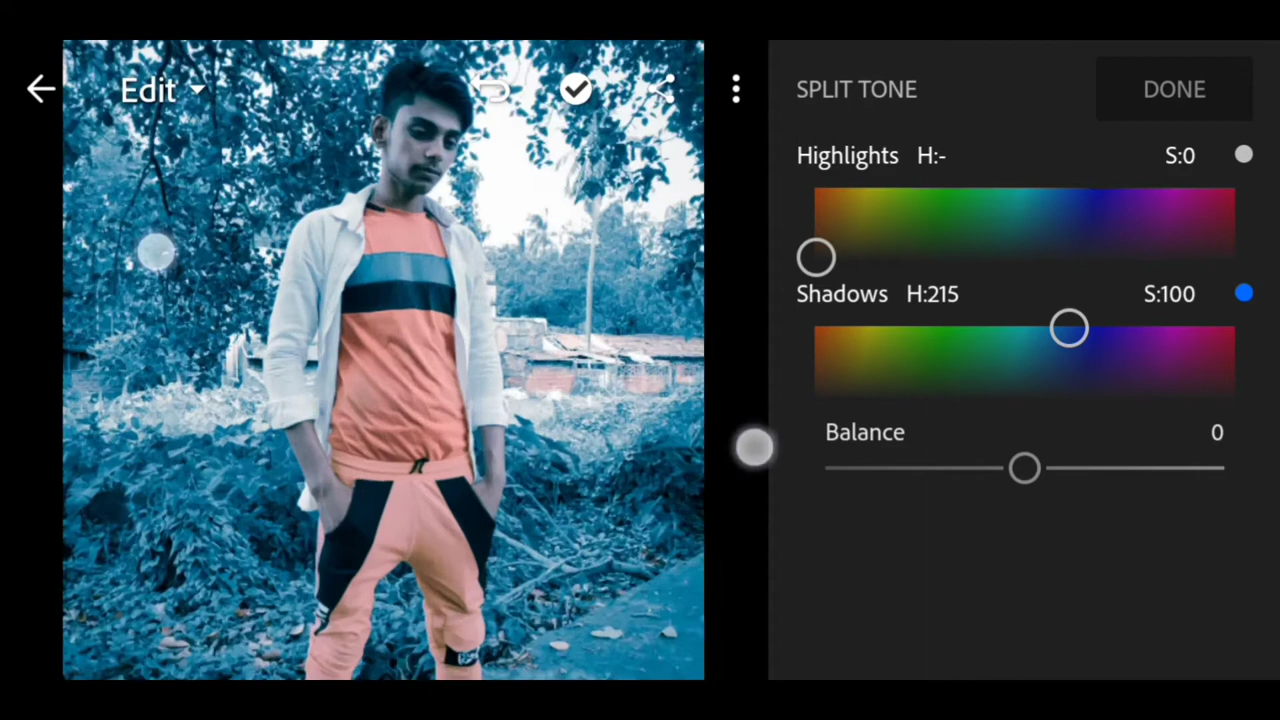 Edit
SPLIT TONE
DONE
Highlights H:- S:0
Shadows H:215 S:100
Balance 0